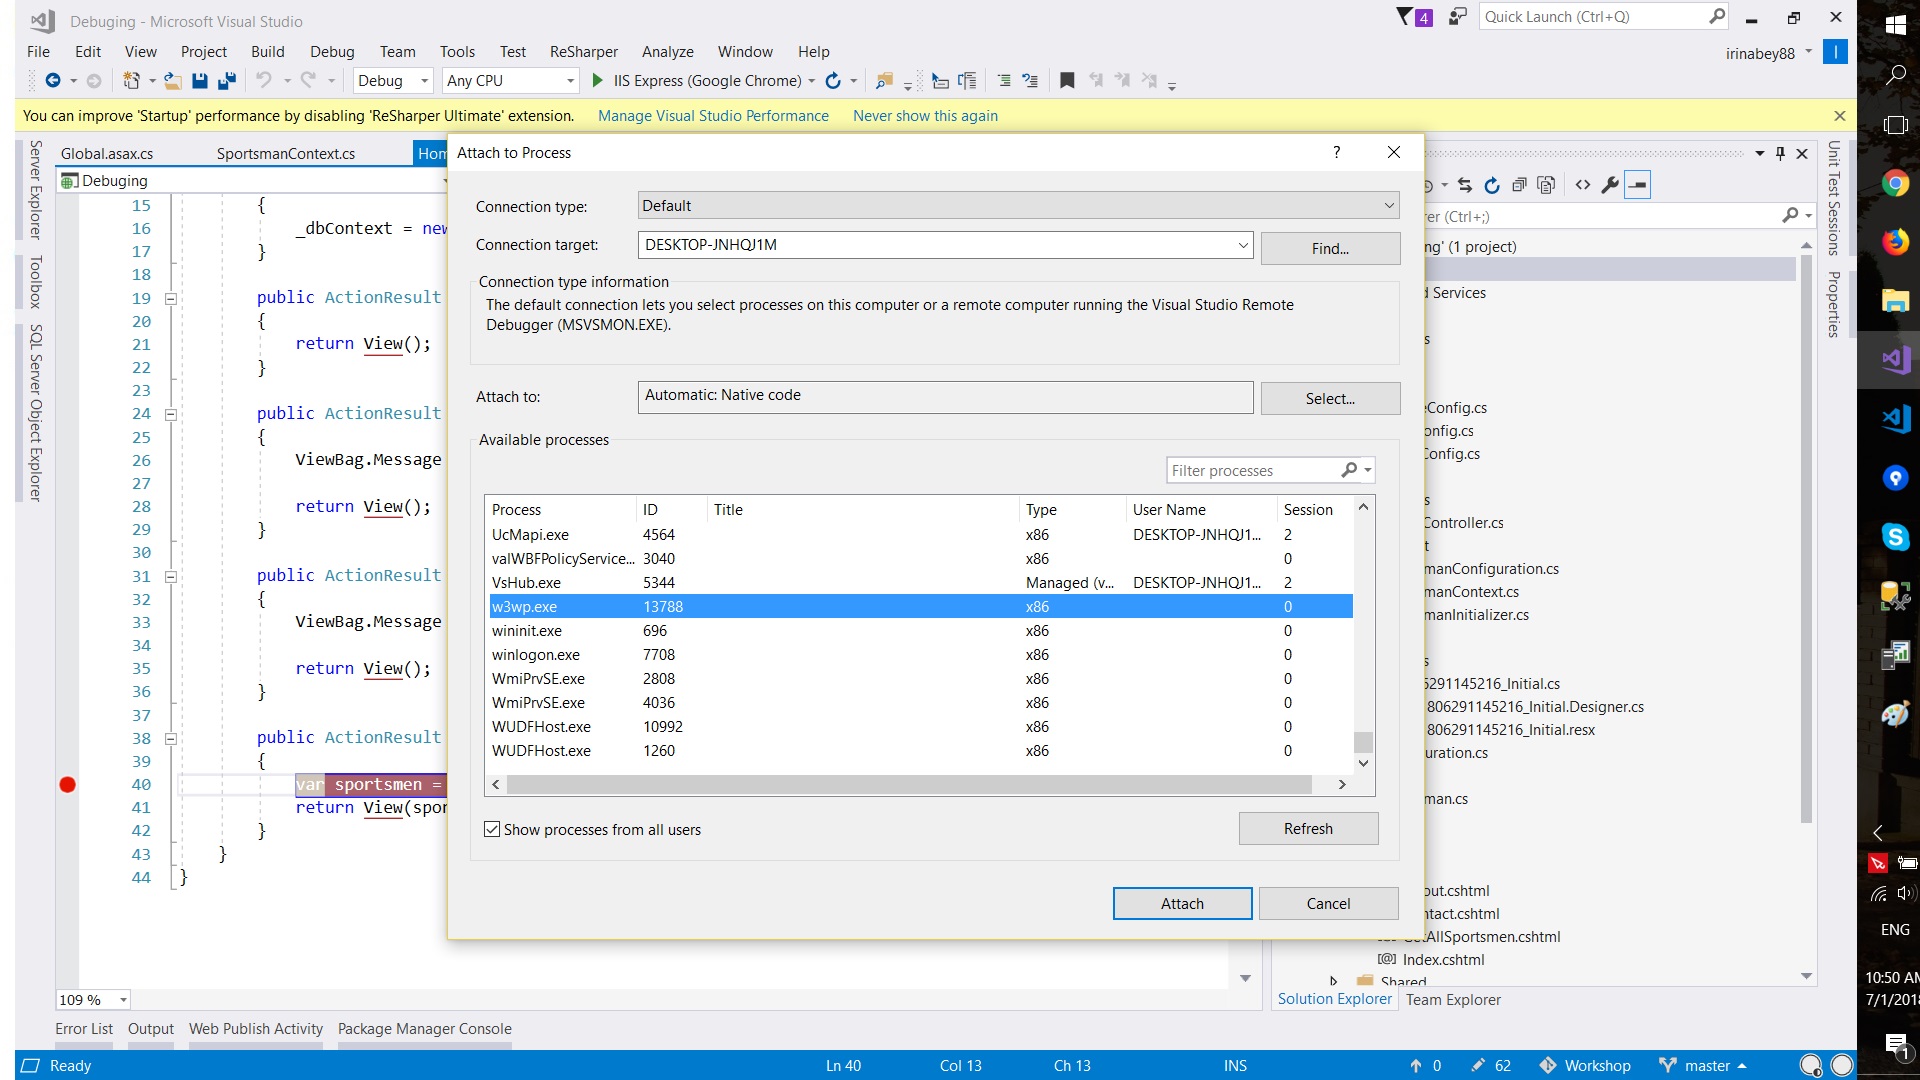 Debuging - Microsoft Visual Studio
4
Quick Launch (Ctrl+Q)
File Edit View Project Build Debug Team Tools Test ReSharper Analyze Window Help
irinabey88
Debug Any CPU IIS Express (Google Chrome)
You can improve 'Startup' performance by disabling 'ReSharper Ultimate' extension. Manage Visual Studio Performance Never show this again
Server Explorer
Toolbox
SQL Server Object Explorer
Global.asax.cs SportsmanContext.cs Hom
Debuging
15 {
16 _dbContext = new
17 }
18
19 public ActionResult
20 {
21 return View();
22 }
23
24 public ActionResult
25 {
26 ViewBag.Message
27
28 return View();
29 }
30
31 public ActionResult
32 {
33 ViewBag.Message
34
35 return View();
36 }
37
38 public ActionResult
39 {
40 var sportsmen =
41 return View(spor
42 }
43 }
44 }
109 %
Attach to Process
?
Connection type: Default
Connection target: DESKTOP-JNHQJ1M Find...
Connection type information
The default connection lets you select processes on this computer or a remote computer running the Visual Studio Remote
Debugger (MSVSMON.EXE).
Attach to: Automatic: Native code Select...
Available processes
Filter processes
Process ID Title Type User Name Session
UcMapi.exe 4564 x86 DESKTOP-JNHQJ1... 2
valWBFPolicyService... 3040 x86 0
VsHub.exe 5344 Managed (v... DESKTOP-JNHQJ1... 2
w3wp.exe 13788 x86 0
wininit.exe 696 x86 0
winlogon.exe 7708 x86 0
WmiPrvSE.exe 2808 x86 0
WmiPrvSE.exe 4036 x86 0
WUDFHost.exe 10992 x86 0
WUDFHost.exe 1260 x86 0
Show processes from all users Refresh
Attach Cancel
er (Ctrl+;)
ng' (1 project)
d Services
s
eConfig.cs
onfig.cs
Config.cs
s
Controller.cs
t
manConfiguration.cs
manContext.cs
manInitializer.cs
s
6291145216_Initial.cs
806291145216_Initial.Designer.cs
806291145216_Initial.resx
uration.cs
man.cs
out.cshtml
ntact.cshtml
GetAllSportsmen.cshtml
[@] Index.cshtml
Shared
Solution Explorer Team Explorer
Unit Test Sessions
Properties
Error List Output Web Publish Activity Package Manager Console
Ready Ln 40 Col 13 Ch 13 INS 0 62 Workshop master
ENG
10:50 AM
7/1/2018
1